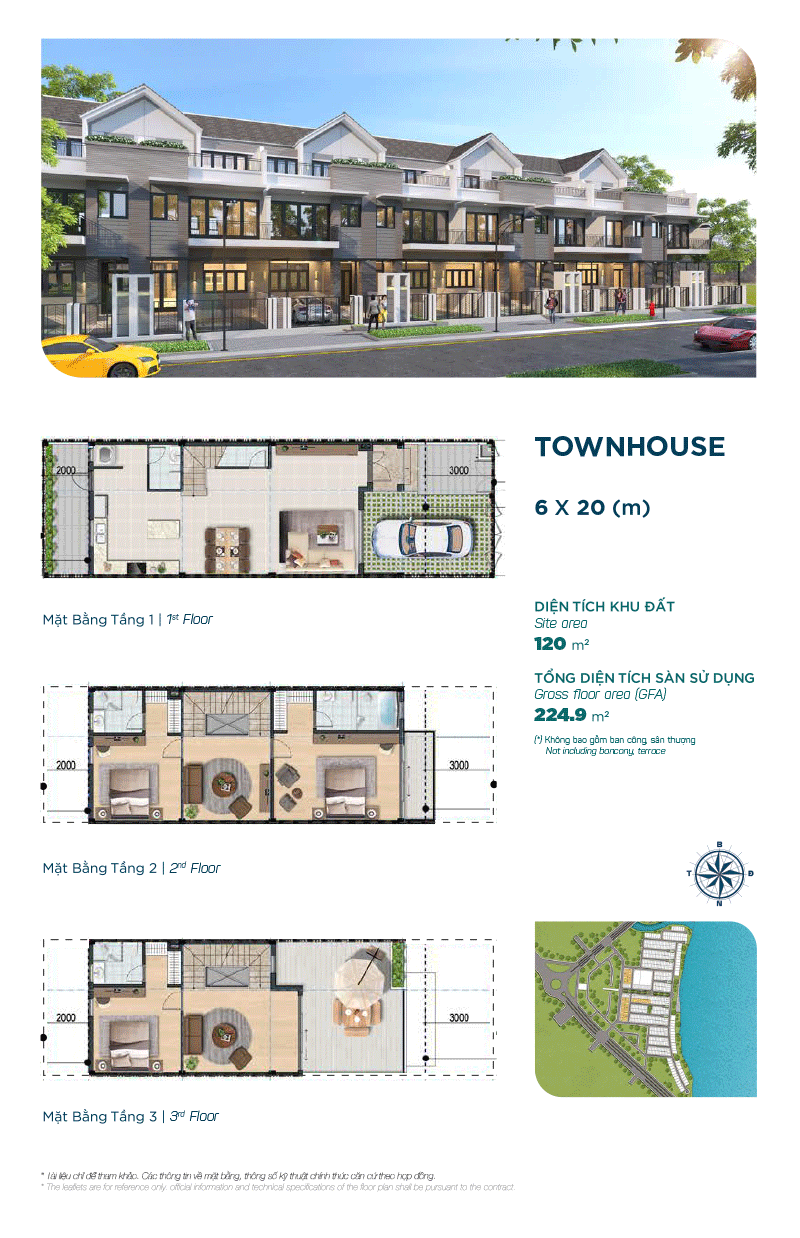 TOWNHOUSE
6 X 20 (m)
2000
3000
Mặt Bằng Tầng 1 | 1st Floor
DIỆN TÍCH KHU ĐẤT
Site area
120 m²
TỔNG DIỆN TÍCH SÀN SỬ DỤNG
Gross floor area (GFA)
224.9 m²
(*) Không bao gồm ban công, sân thượng
Not including bancony, terrace
2000
3000
Mặt Bằng Tầng 2 | 2nd Floor
B
T
Đ
N
2000
3000
Mặt Bằng Tầng 3 | 3rd Floor
* Tài liệu chỉ để tham khảo. Các thông tin về mặt bằng, thông số kỹ thuật chính thức căn cứ theo hợp đồng.
* The leaflets are for reference only. official information and technical specifications of the floor plan shall be pursuant to the contract.